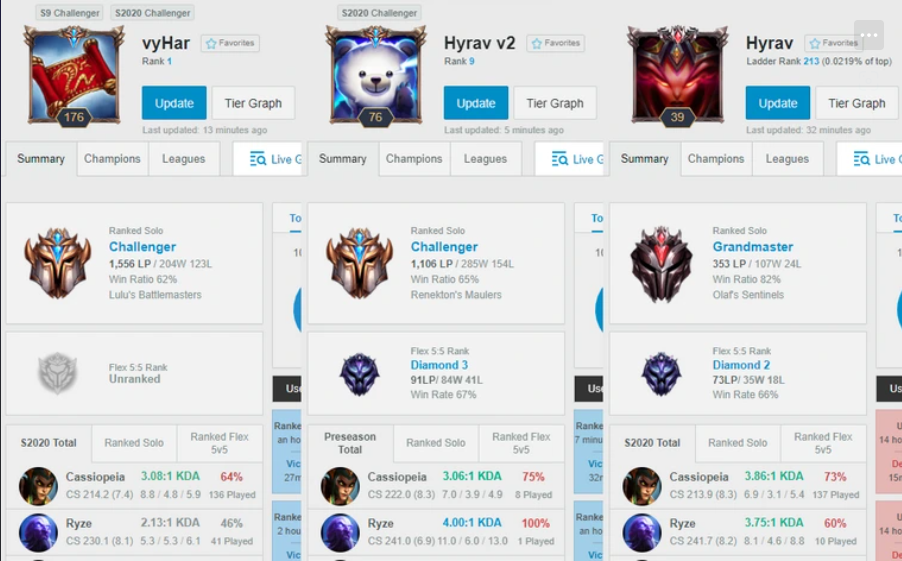 S9 Challenger
S2020 Challenger
176
vyHar
Favorites
Rank 1
Update
Tier Graph
Last updated: 13 minutes ago
Summary
Champions
Leagues
Live G
Ranked Solo
Challenger
1,556 LP / 204W 123L
Win Ratio 62%
Lulu's Battlemasters
Flex 5:5 Rank
Unranked
S2020 Total
Ranked Solo
Ranked Flex
5v5
Cassiopeia 3.08:1 KDA 64%
CS 214.2 (7.4) 8.8 / 4.8 / 5.9 136 Played
Ryze 2.13:1 KDA 46%
CS 230.1 (8.1) 5.3 / 5.3 / 6.1 41 Played
To
10
Use
Ranke
an ho
Vic
27m
Ranke
2 hour
Vic
S2020 Challenger
76
Hyrav v2
Favorites
Rank 9
Update
Tier Graph
Last updated: 5 minutes ago
Summary
Champions
Leagues
Live G
Ranked Solo
Challenger
1,106 LP / 285W 154L
Win Ratio 65%
Renekton's Maulers
Flex 5:5 Rank
Diamond 3
91LP/ 84W 41L
Win Rate 67%
Preseason
Total
Ranked Solo
Ranked Flex
5v5
Cassiopeia 3.06:1 KDA 75%
CS 222.0 (8.3) 7.0 / 3.9 / 4.9 8 Played
Ryze 4.00:1 KDA 100%
CS 241.0 (6.9) 11.0 / 6.0 / 13.0 1 Played
To
10
Use
Ranke
7 minu
Vic
32m
Ranke
an ho
Vic
39
Hyrav
Favorites
Ladder Rank 213 (0.0219% of top)
Update
Tier Graph
Last updated: 32 minutes ago
Summary
Champions
Leagues
Live G
Ranked Solo
Grandmaster
353 LP / 107W 24L
Win Ratio 82%
Olaf's Sentinels
Flex 5:5 Rank
Diamond 2
73LP/ 35W 18L
Win Rate 66%
S2020 Total
Ranked Solo
Ranked Flex
5v5
Cassiopeia 3.86:1 KDA 73%
CS 213.9 (8.3) 6.9 / 3.1 / 5.4 137 Played
Ryze 3.75:1 KDA 60%
CS 241.7 (8.2) 8.1 / 4.6 / 8.8 10 Played
To
10
Us
U
14 ho
De
15m
U
14 ho
De